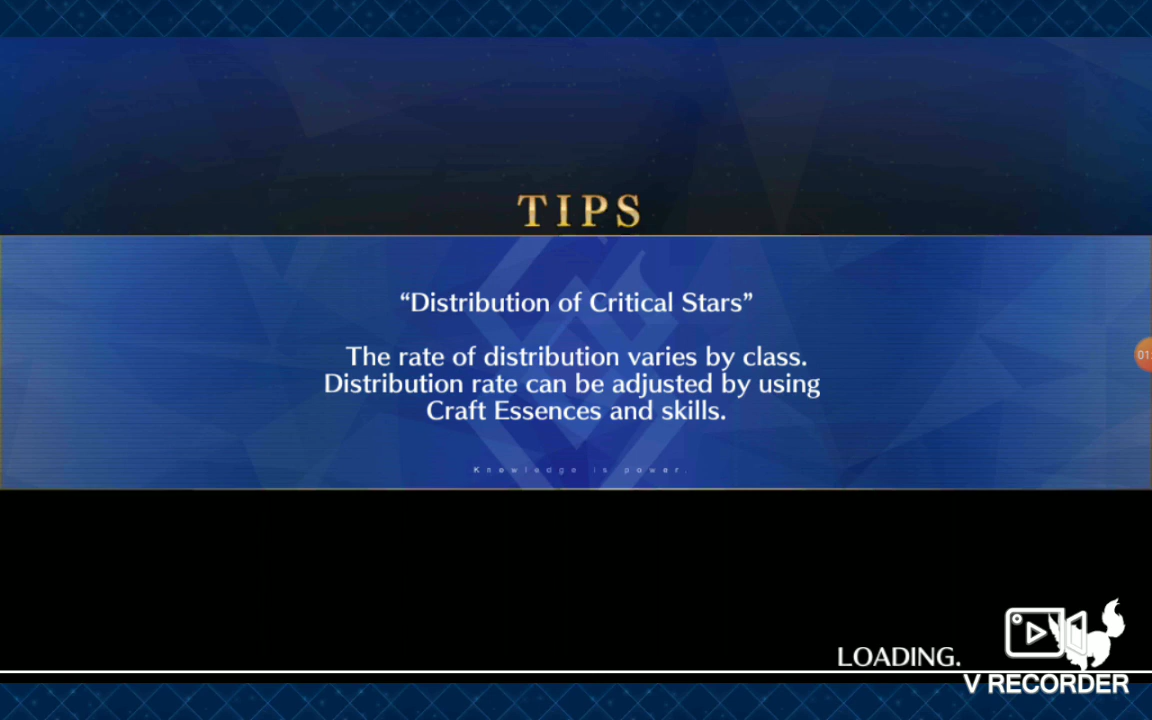 TIPS
“Distribution of Critical Stars”
The rate of distribution varies by class.
Distribution rate can be adjusted by using
Craft Essences and skills.
Knowledge is power.
01:
LOADING.
V RECORDER